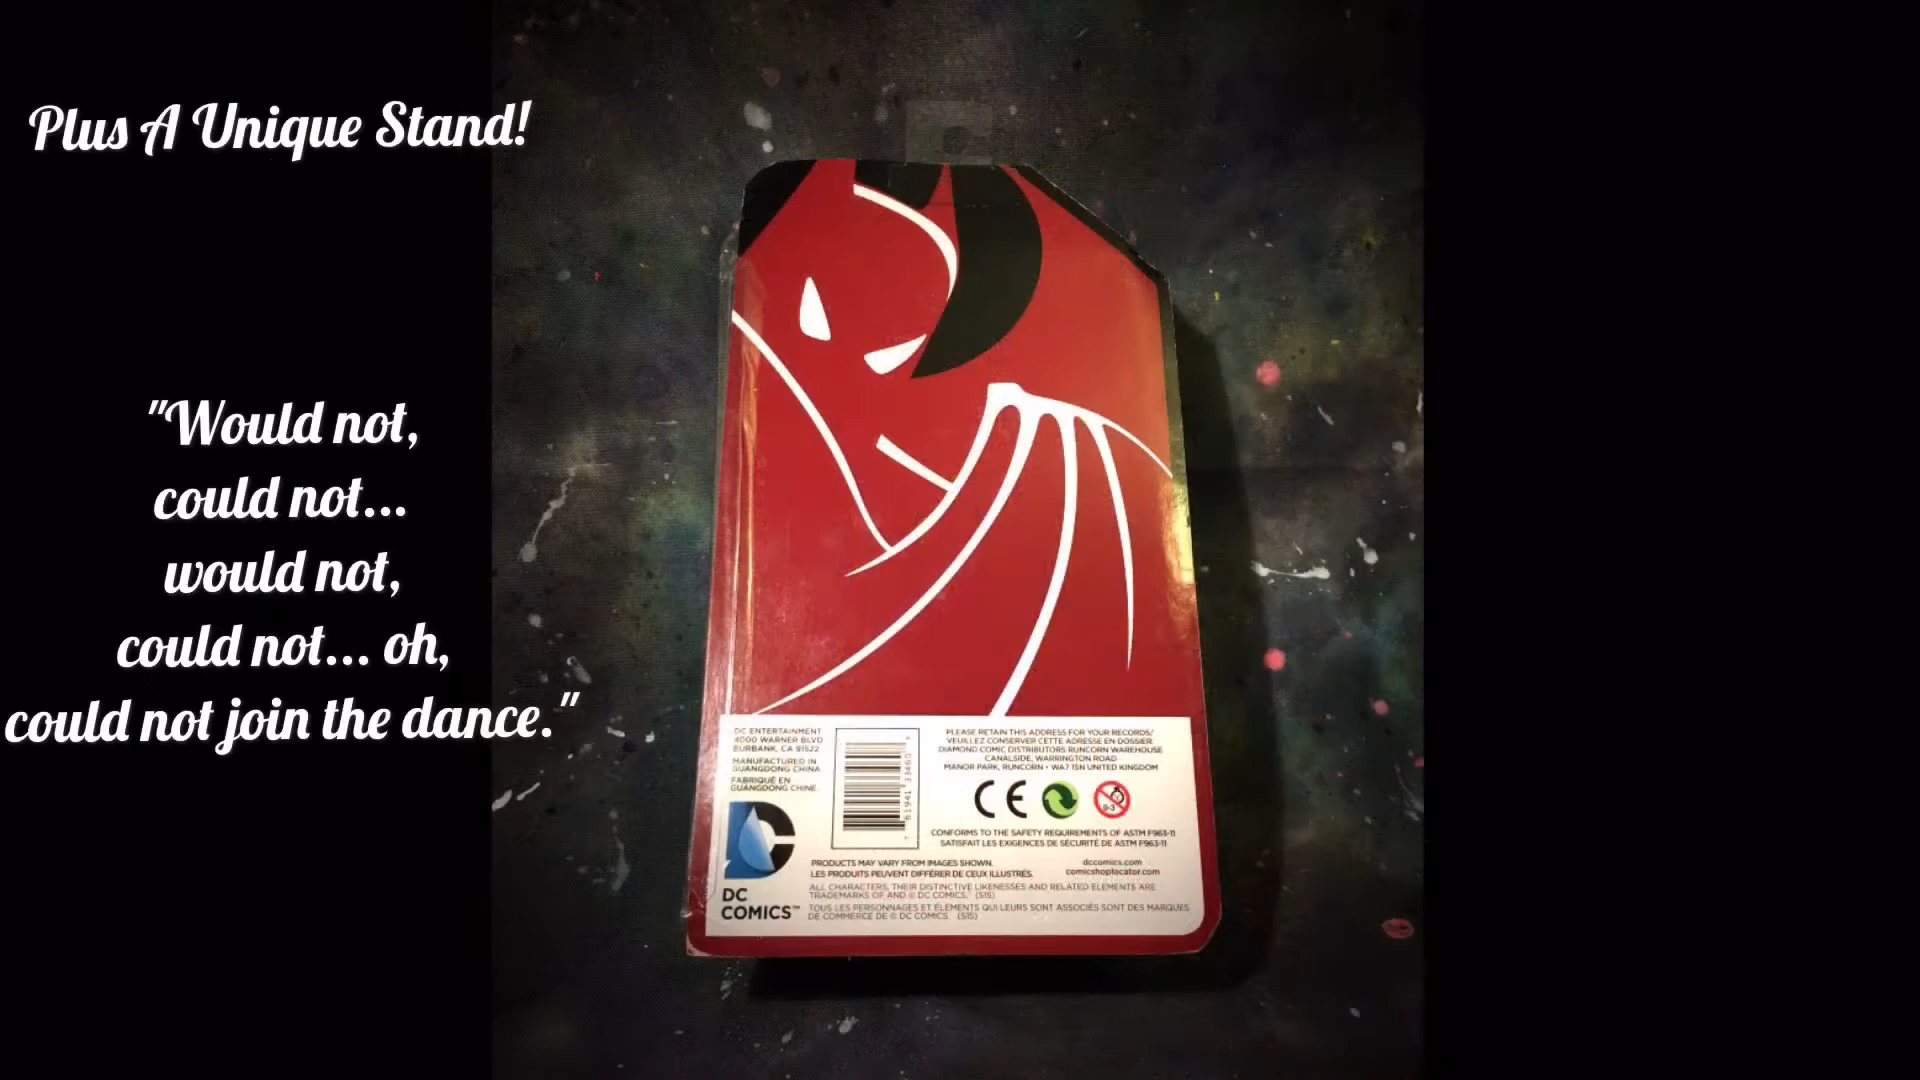 Plus A Unique Stand!
"Would not,
could not...
would not,
could not... oh,
could not join the dance."
DC ENTERTAINMENT
4000 WARNER BLVD
BURBANK, CA 91522
MANUFACTURED IN
GUANGDONG CHINA
FABRIQUÉ EN
GUANGDONG CHINE
DC
COMICS™
PLEASE RETAIN THIS ADDRESS FOR YOUR RECORDS/
VEUILLEZ CONSERVER CETTE ADRESSE EN DOSSIER.
DIAMOND COMIC DISTRIBUTORS RUNCORN WAREHOUSE
CANALSIDE, WARRINGTON ROAD
MANOR PARK, RUNCORN • WA7 1SN UNITED KINGDOM
CE
0-3
CONFORMS TO THE SAFETY REQUIREMENTS OF ASTM F963-11
SATISFAIT LES EXIGENCES DE SÉCURITÉ DE ASTM F963-11
PRODUCTS MAY VARY FROM IMAGES SHOWN.
LES PRODUITS PEUVENT DIFFÉRER DE CEUX ILLUSTRÉS.
dccomics.com
comicshoplocator.com
ALL CHARACTERS, THEIR DISTINCTIVE LIKENESSES AND RELATED ELEMENTS ARE
TRADEMARKS OF AND © DC COMICS. (S15)
TOUS LES PERSONNAGES ET ÉLÉMENTS QUI LEURS SONT ASSOCIÉS SONT DES MARQUES
DE COMMERCE DE © DC COMICS. (S15)